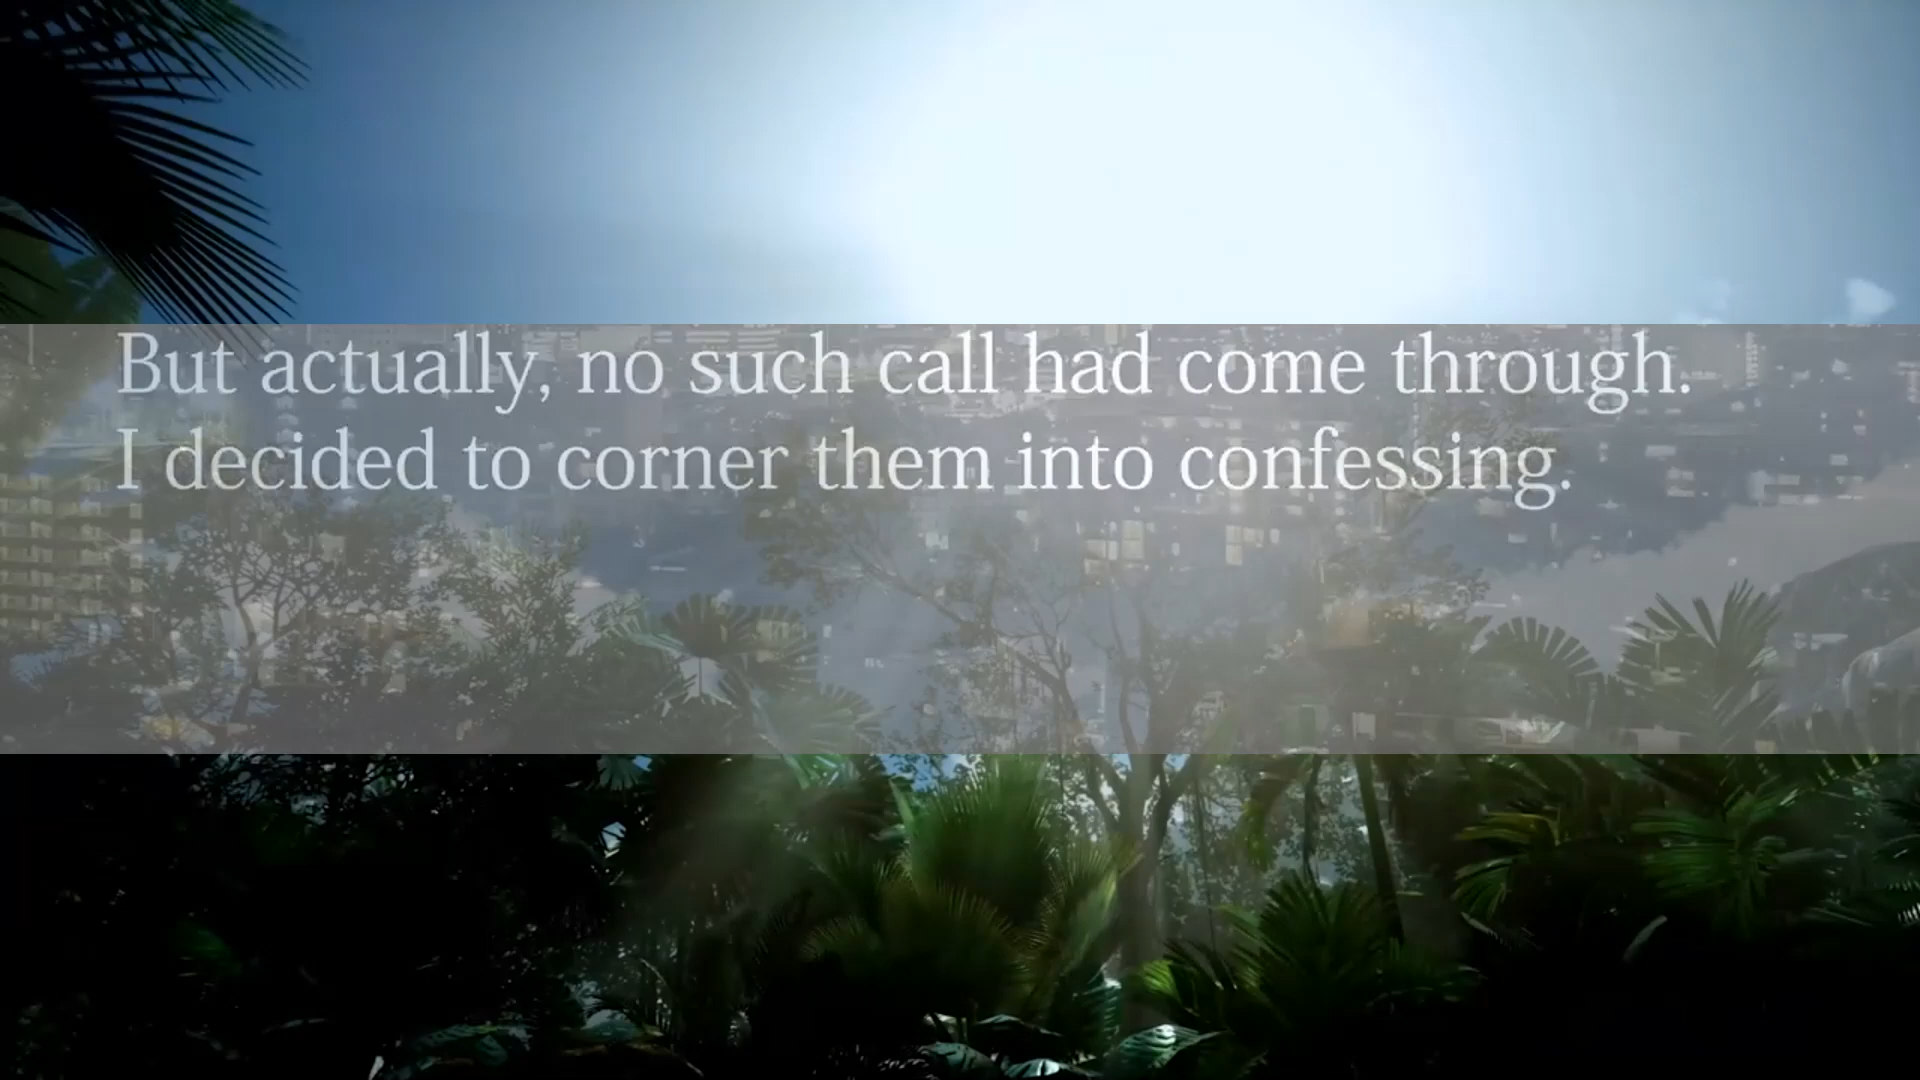 But actually, no such call had come through.
I decided to corner them into confessing.